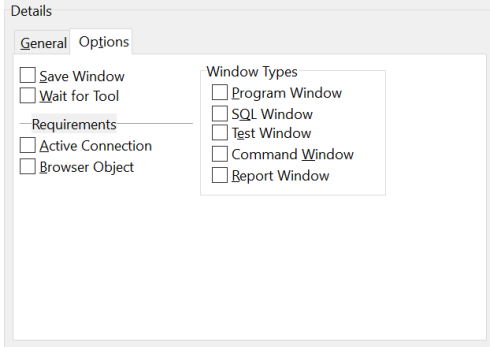 Details
General Options
Save Window
Wait for Tool
Requirements
Active Connection
Browser Object
Window Types
Program Window
SQL Window
Test Window
Command Window
Report Window